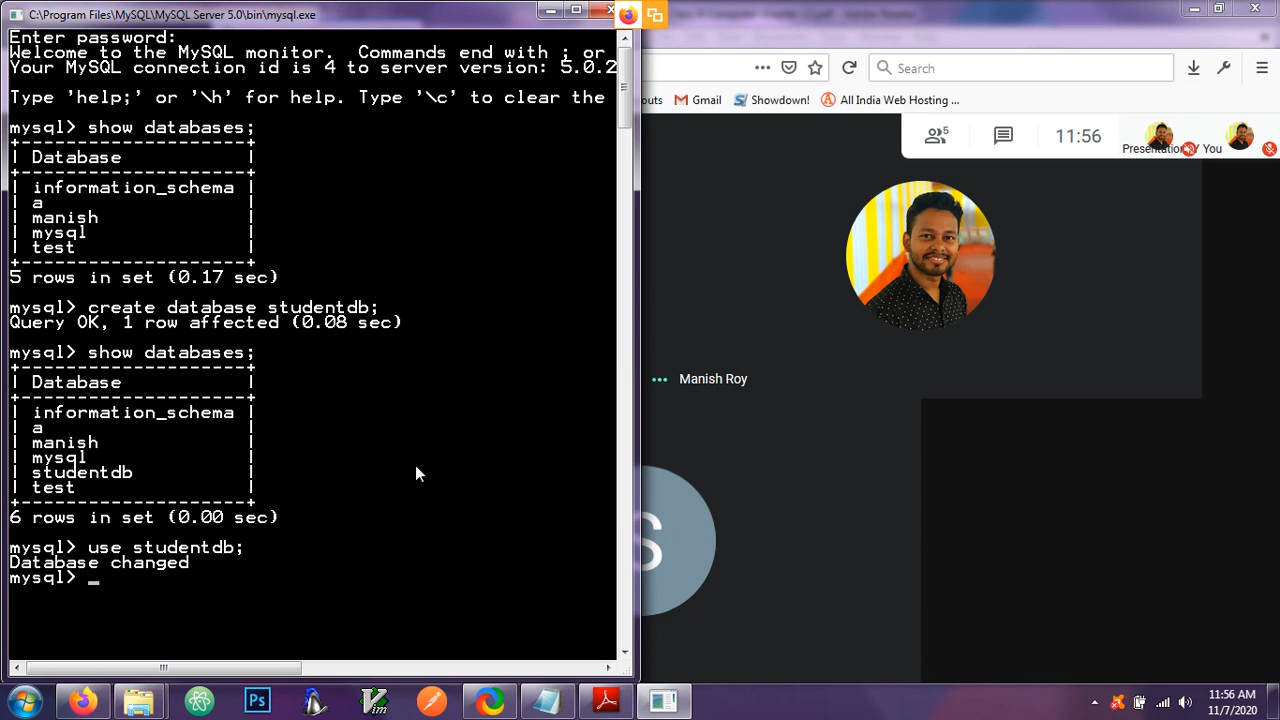 C:\Program Files\MySQL\MySQL Server 5.0\bin\mysql.exe
Enter password:
Welcome to the MySQL monitor.  Commands end with ; or
Your MySQL connection id is 4 to server version: 5.0.2
Type 'help;' or '\h' for help. Type '\c' to clear the
mysql> show databases;
+--------------------+
| Database           |
+--------------------+
| information_schema |
| a                  |
| manish             |
| mysql              |
| test               |
+--------------------+
5 rows in set (0.17 sec)
mysql> create database studentdb;
Query OK, 1 row affected (0.08 sec)
mysql> show databases;
+--------------------+
| Database           |
+--------------------+
| information_schema |
| a                  |
| manish             |
| mysql              |
| studentdb          |
| test               |
+--------------------+
6 rows in set (0.00 sec)
mysql> use studentdb;
Database changed
mysql> _
Search
outs Gmail Showdown! All India Web Hosting ...
5 11:56
Presentation Y You
Manish Roy
S
Ps
11:56 AM
11/7/2020